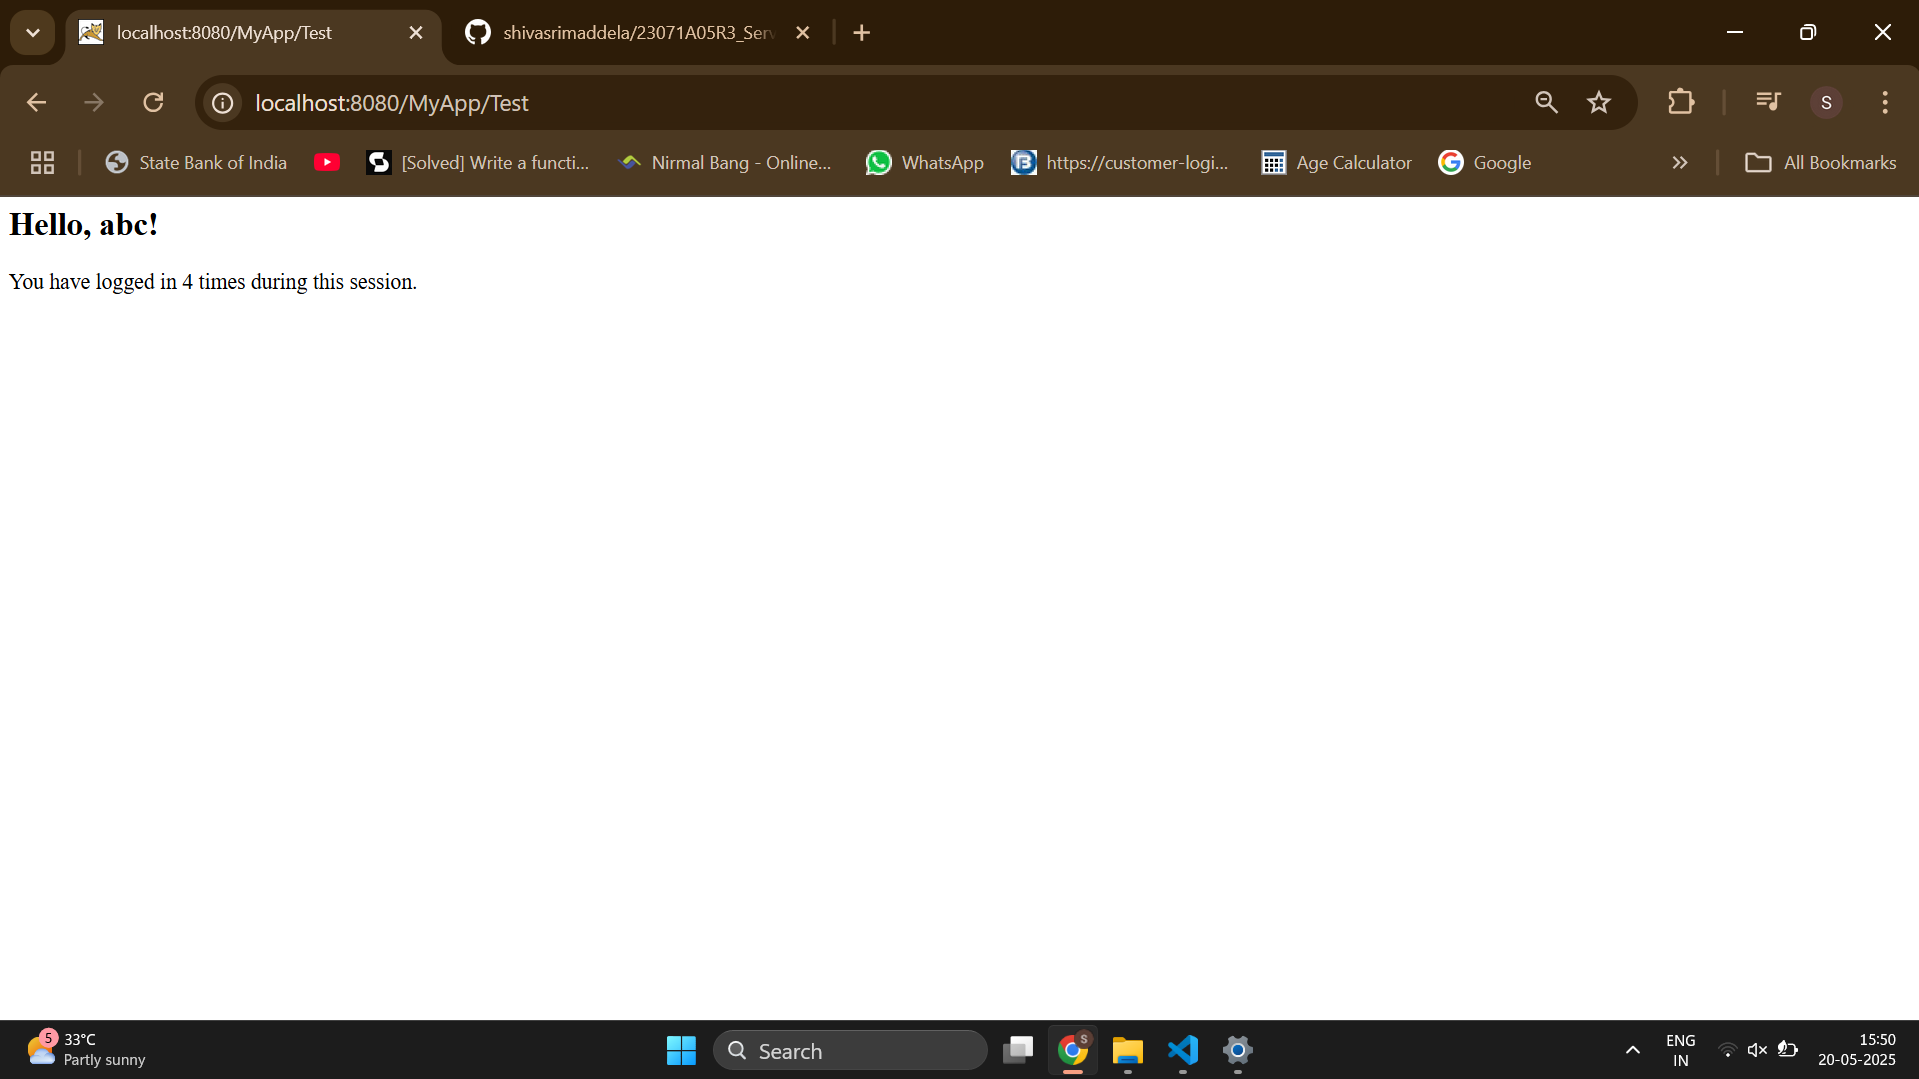 localhost:8080/MyApp/Test
shivasrimaddela/23071A05R3_Ser
localhost:8080/MyApp/Test
S
State Bank of India
[Solved] Write a functi...
Nirmal Bang - Online...
WhatsApp
https://customer-logi...
Age Calculator
Google
All Bookmarks
Hello, abc!
You have logged in 4 times during this session.
5
33°C
Partly sunny
Search
S
ENG
IN
15:50
20-05-2025